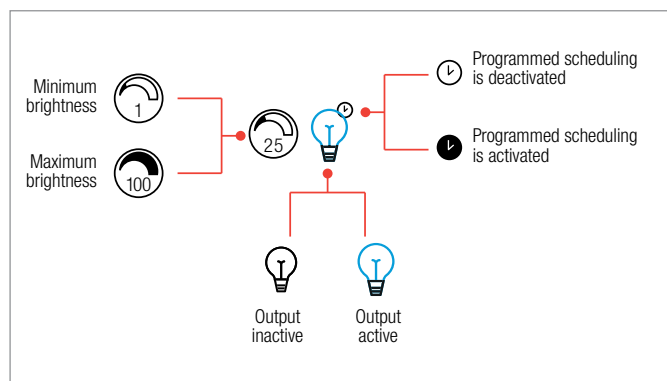 Minimum
brightness
1
Maximum
brightness
100
25
Programmed scheduling
is deactivated
Programmed scheduling
is activated
Output
inactive
Output
active